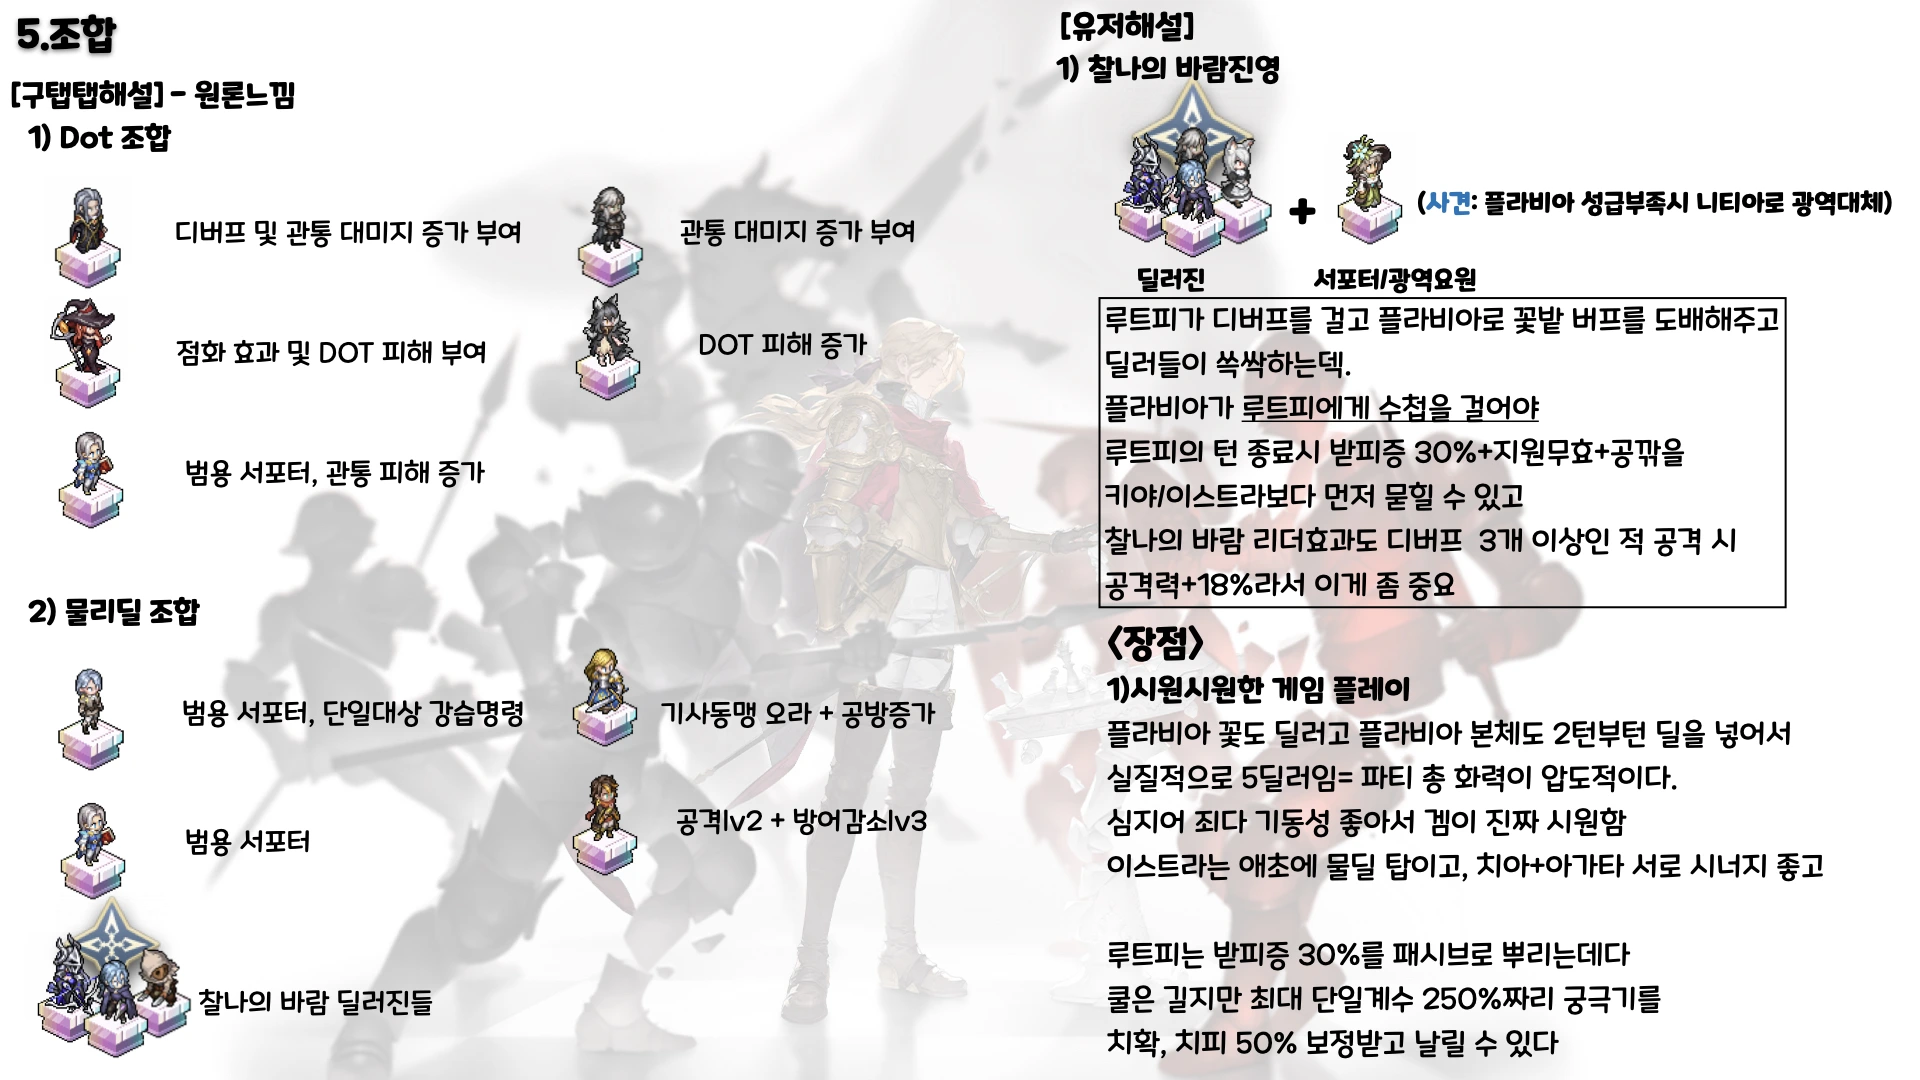 5.조합
[구탭탭해설] - 원론느낌
1) Dot 조합
디버프 및 관통 대미지 증가 부여
관통 대미지 증가 부여
점화 효과 및 DOT 피해 부여
DOT 피해 증가
범용 서포터, 관통 피해 증가
2) 물리딜 조합
범용 서포터, 단일대상 강습명령
기사동맹 오라 + 공방증가
범용 서포터
공격lv2 + 방어감소lv3
찰나의 바람 딜러진들
[유저해설]
1) 찰나의 바람진영
+
(사견: 플라비아 성급부족시 니티아로 광역대체)
딜러진
서포터/광역요원
루트피가 디버프를 걸고 플라비아로 꽃밭 버프를 도배해주고
딜러들이 쓱싹하는덱.
플라비아가 루트피에게 수첩을 걸어야
루트피의 턴 종료시 받피증 30%+지원무효+공깎을
키야/이스트라보다 먼저 묻힐 수 있고
찰나의 바람 리더효과도 디버프 3개 이상인 적 공격 시
공격력+18%라서 이게 좀 중요
<장점>
1)시원시원한 게임 플레이
플라비아 꽃도 딜러고 플라비아 본체도 2턴부턴 딜을 넣어서
실질적으로 5딜러임= 파티 총 화력이 압도적이다.
심지어 죄다 기동성 좋아서 겜이 진짜 시원함
이스트라는 애초에 물딜 탑이고, 치아+아가타 서로 시너지 좋고
루트피는 받피증 30%를 패시브로 뿌리는데다
쿨은 길지만 최대 단일계수 250%짜리 궁극기를
치확, 치피 50% 보정받고 날릴 수 있다